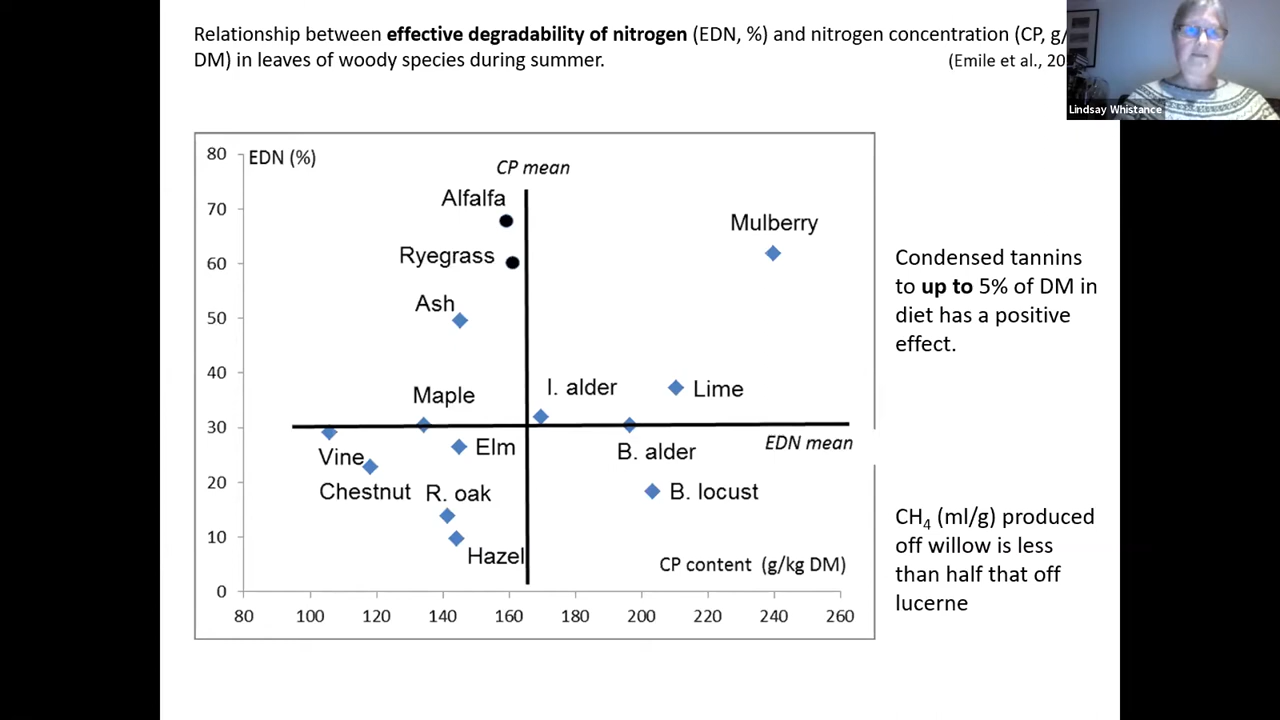 Relationship between effective degradability of nitrogen (EDN, %) and nitrogen concentration (CP, g/
DM) in leaves of woody species during summer.
(Emile et al., 20
Lindsay Whistance
EDN (%)
80
70
60
50
40
30
20
10
0
CP mean
Alfalfa
Mulberry
Ryegrass
Ash
Maple
I. alder
Lime
EDN mean
Vine
Elm
B. alder
Chestnut
R. oak
B. locust
Hazel
CP content (g/kg DM)
80 100 120 140 160 180 200 220 240 260
Condensed tannins
to up to 5% of DM in
diet has a positive
effect.
CH₄ (ml/g) produced
off willow is less
than half that off
lucerne